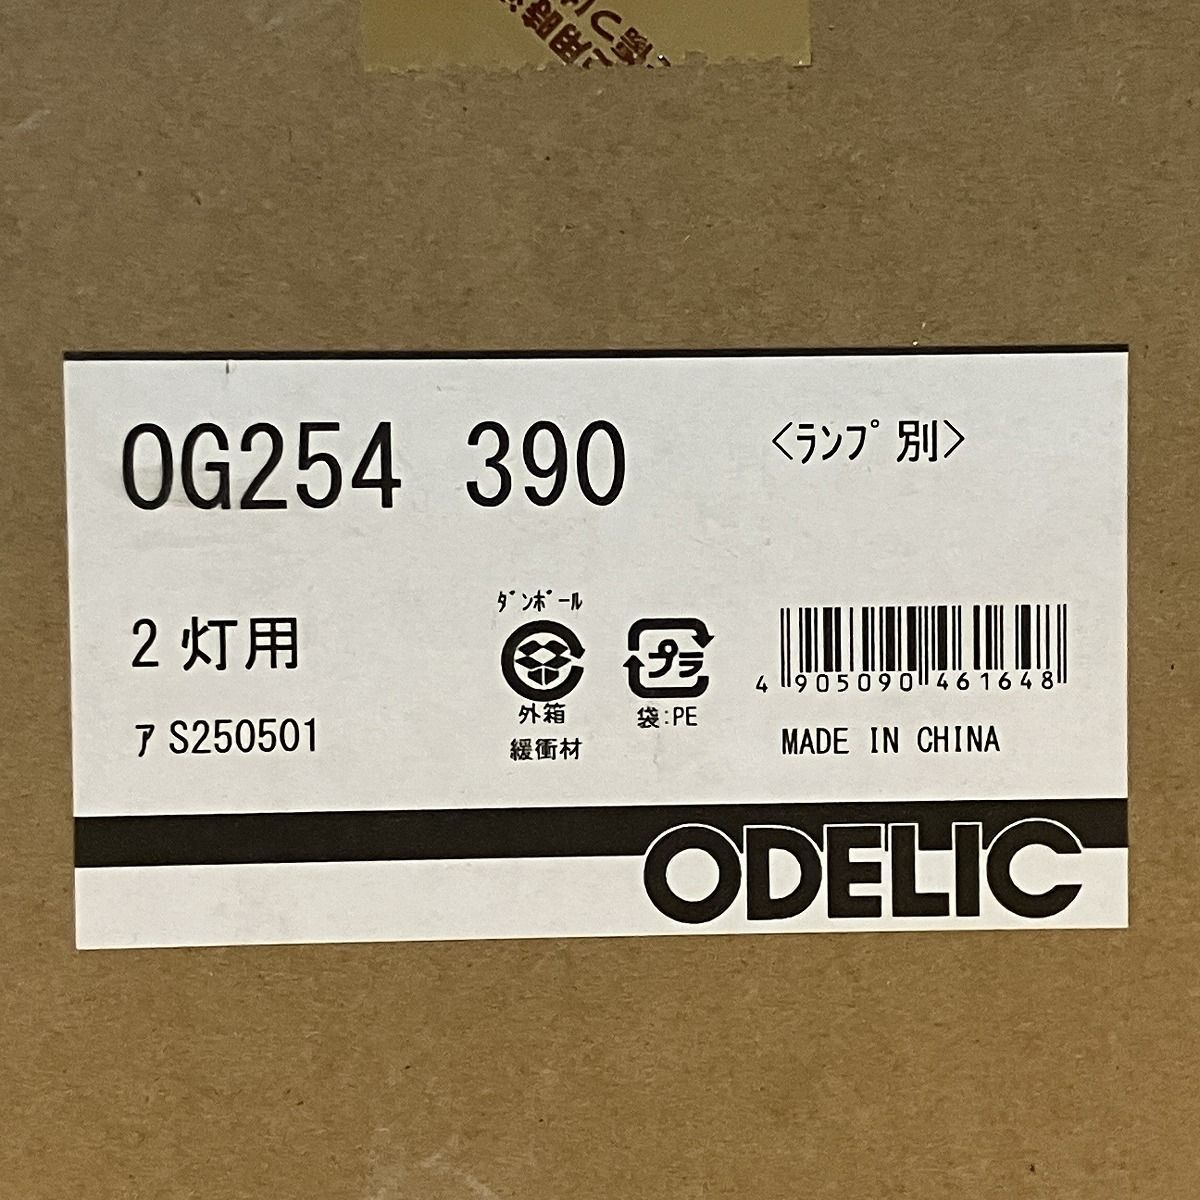 OG254 390
<ランプ別>
2灯用
ア S250501
ダンボール
外箱
緩衝材
プラ
袋:PE
4 905090 461648
MADE IN CHINA
ODELIC